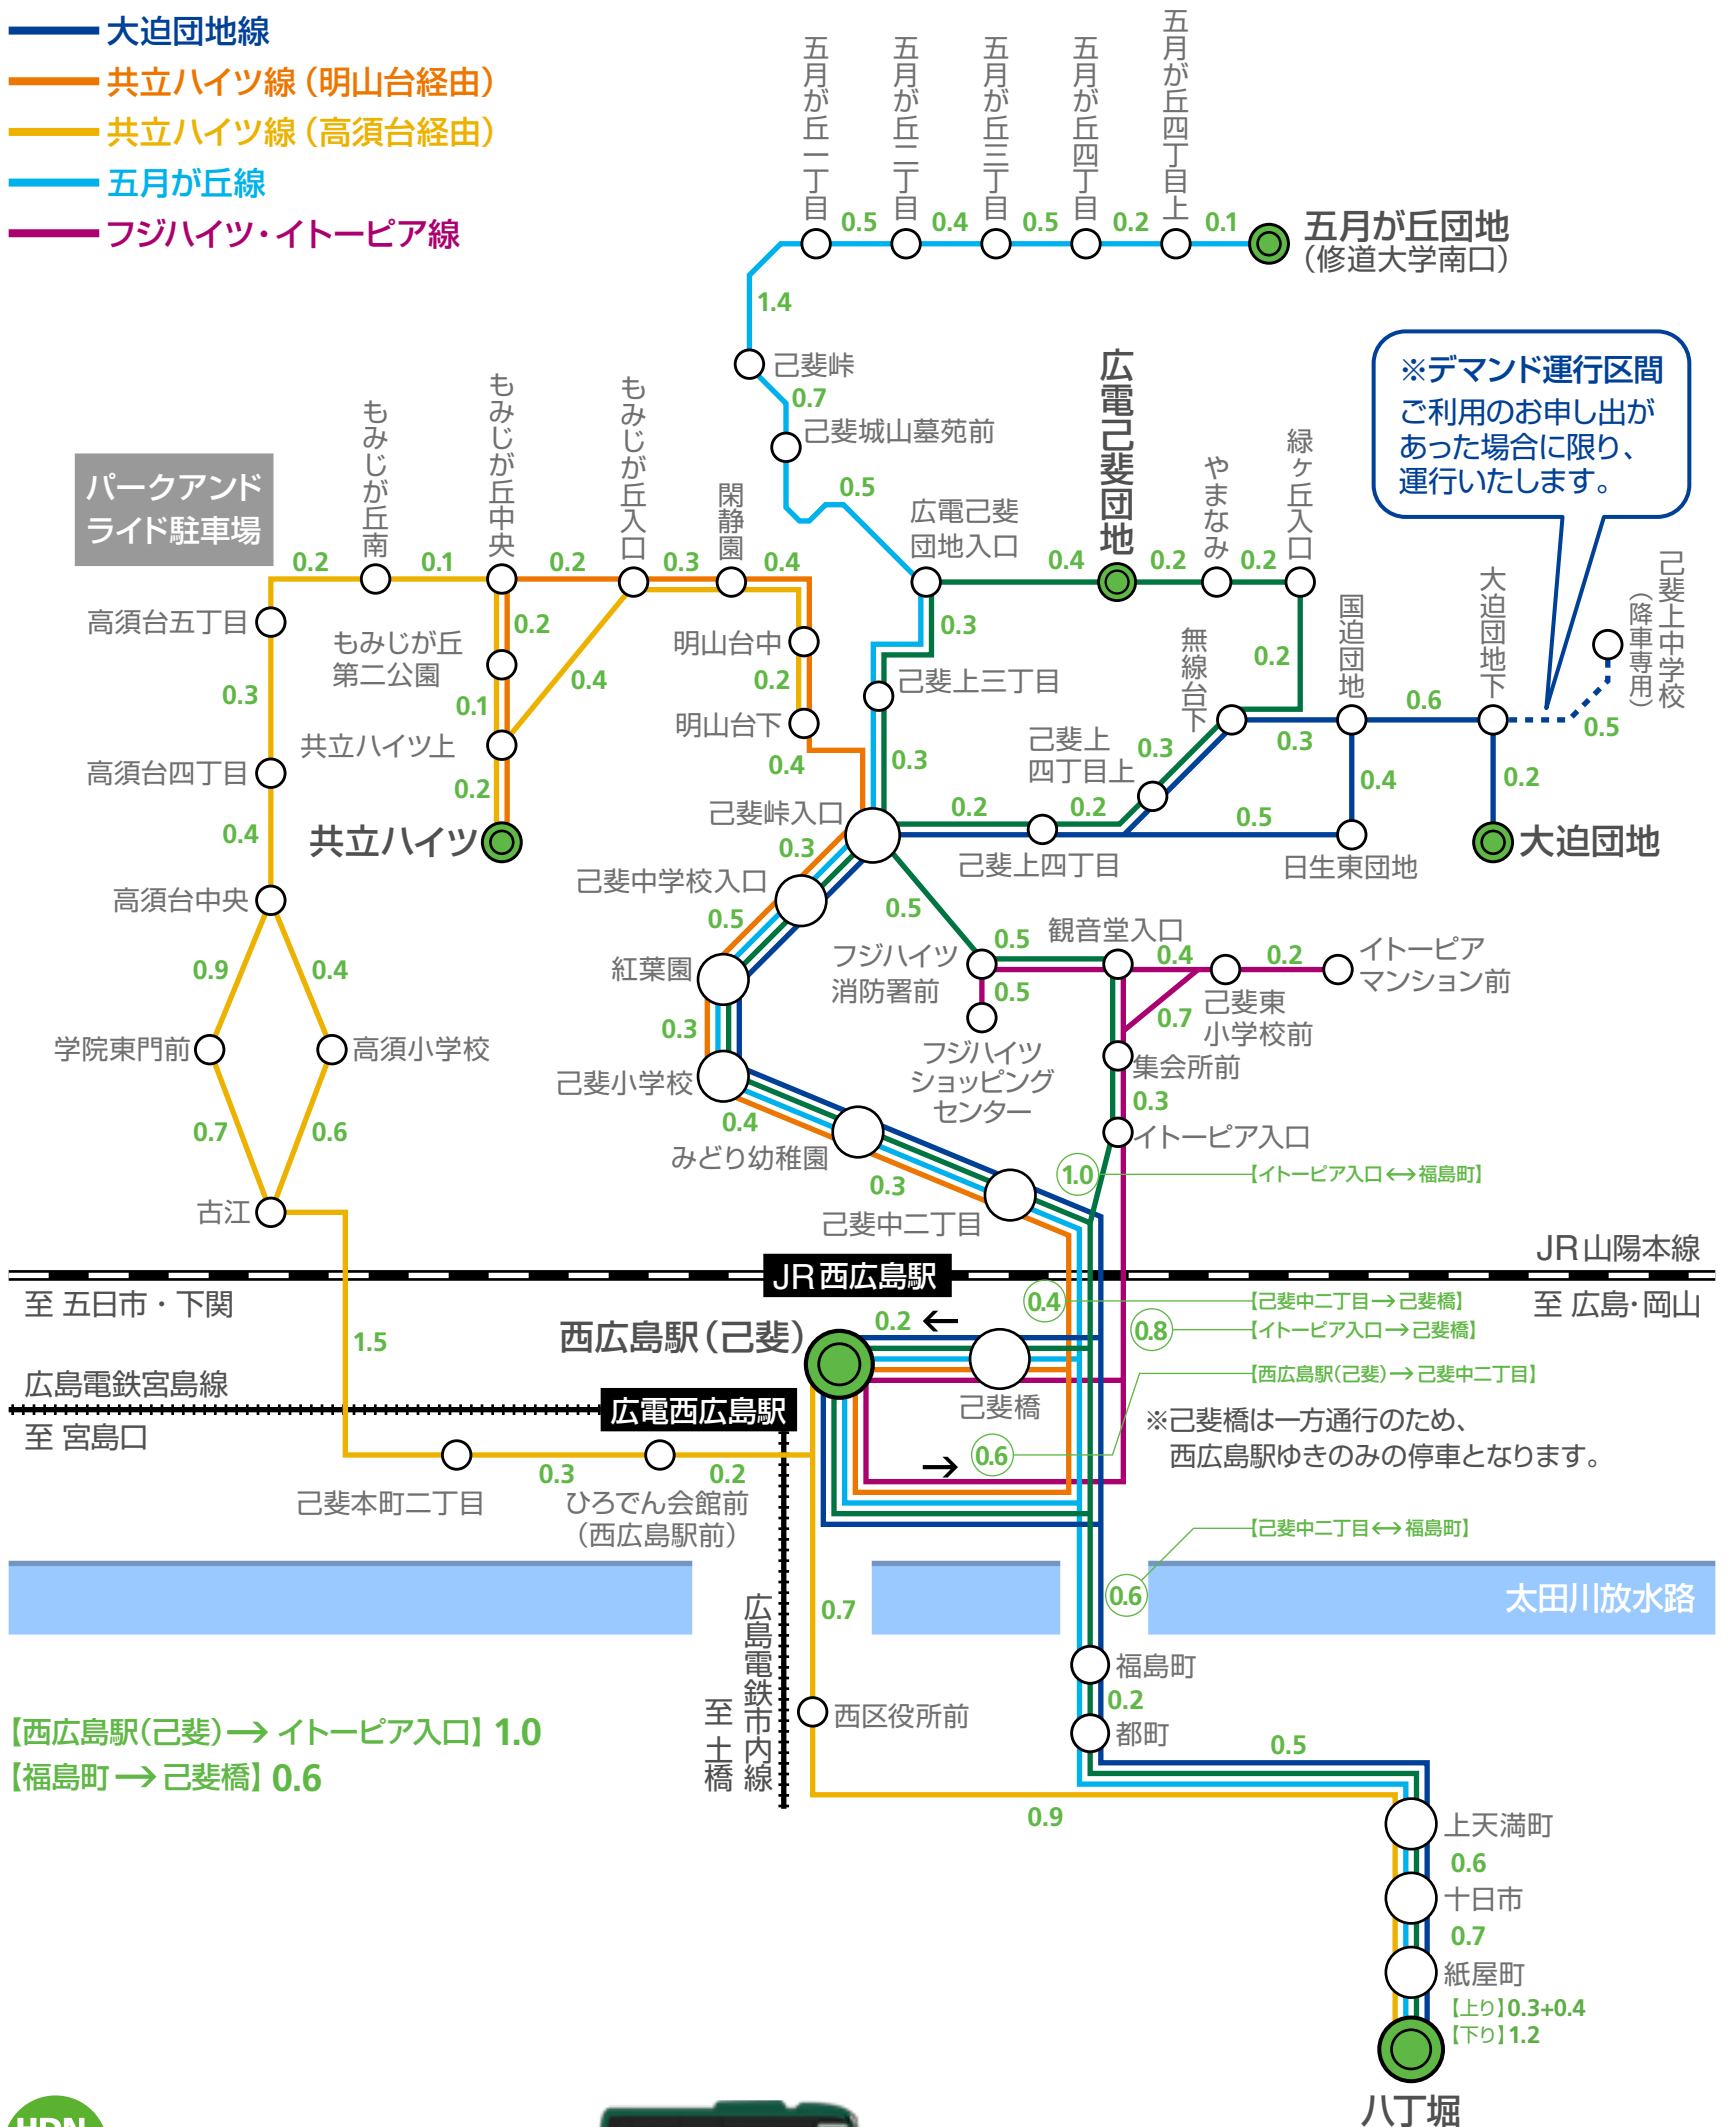 大迫団地線
共立ハイツ線（明山台経由）
共立ハイツ線（高須台経由）
五月が丘線
フジハイツ・イトーピア線
五月が丘一丁目
五月が丘二丁目
五月が丘三丁目
五月が丘四丁目
五月が丘四丁目上
0.5
0.4
0.5
0.2
0.1
五月が丘団地
（修道大学南口）
1.4
己斐峠
0.7
己斐城山墓苑前
0.5
広電己斐
団地入口
0.4
広電己斐団地
0.2
やまなみ
0.2
緑ヶ丘入口
※デマンド運行区間
ご利用のお申し出が
あった場合に限り、
運行いたします。
パークアンド
ライド駐車場
0.2
もみじが丘南
0.1
もみじが丘中央
0.2
もみじが丘入口
0.3
閑静園
0.4
高須台五丁目
もみじが丘
第二公園
0.2
0.4
0.1
明山台中
0.2
明山台下
0.4
0.3
己斐上三丁目
0.3
無線台下
0.2
国迫団地
大迫団地下
己斐上中学校
（降車専用）
0.6
0.5
0.3
0.3
0.4
0.2
己斐上
四丁目上
0.3
高須台四丁目
共立ハイツ上
0.2
共立ハイツ
己斐峠入口
0.2
0.2
0.5
己斐上四丁目
日生東団地
大迫団地
0.4
高須台中央
0.3
己斐中学校入口
0.5
0.5
紅葉園
フジハイツ
消防署前
0.5
観音堂入口
0.4
0.2
イトーピア
マンション前
0.5
0.7
己斐東
小学校前
0.9
0.4
学院東門前
高須小学校
0.3
己斐小学校
フジハイツ
ショッピング
センター
集会所前
0.3
イトーピア入口
0.7
0.6
0.4
みどり幼稚園
0.3
1.0
【イトーピア入口↔福島町】
古江
己斐中二丁目
JR山陽本線
JR西広島駅
至 五日市・下関
至 広島・岡山
0.4
【己斐中二丁目→己斐橋】
0.8
【イトーピア入口→己斐橋】
西広島駅（己斐）
0.2 ←
1.5
広島電鉄宮島線
至 宮島口
広電西広島駅
己斐橋
【西広島駅（己斐）→己斐中二丁目】
※己斐橋は一方通行のため、
西広島駅ゆきのみの停車となります。
→ 0.6
0.3
0.2
己斐本町二丁目
ひろでん会館前
（西広島駅前）
【己斐中二丁目↔福島町】
0.6
太田川放水路
0.7
広島電鉄市内線
至 土橋
福島町
0.2
都町
西区役所前
【西広島駅（己斐）→ イトーピア入口】1.0
【福島町→己斐橋】0.6
0.5
0.9
上天満町
0.6
十日市
0.7
紙屋町
【上り】0.3+0.4
【下り】1.2
八丁堀
HDN